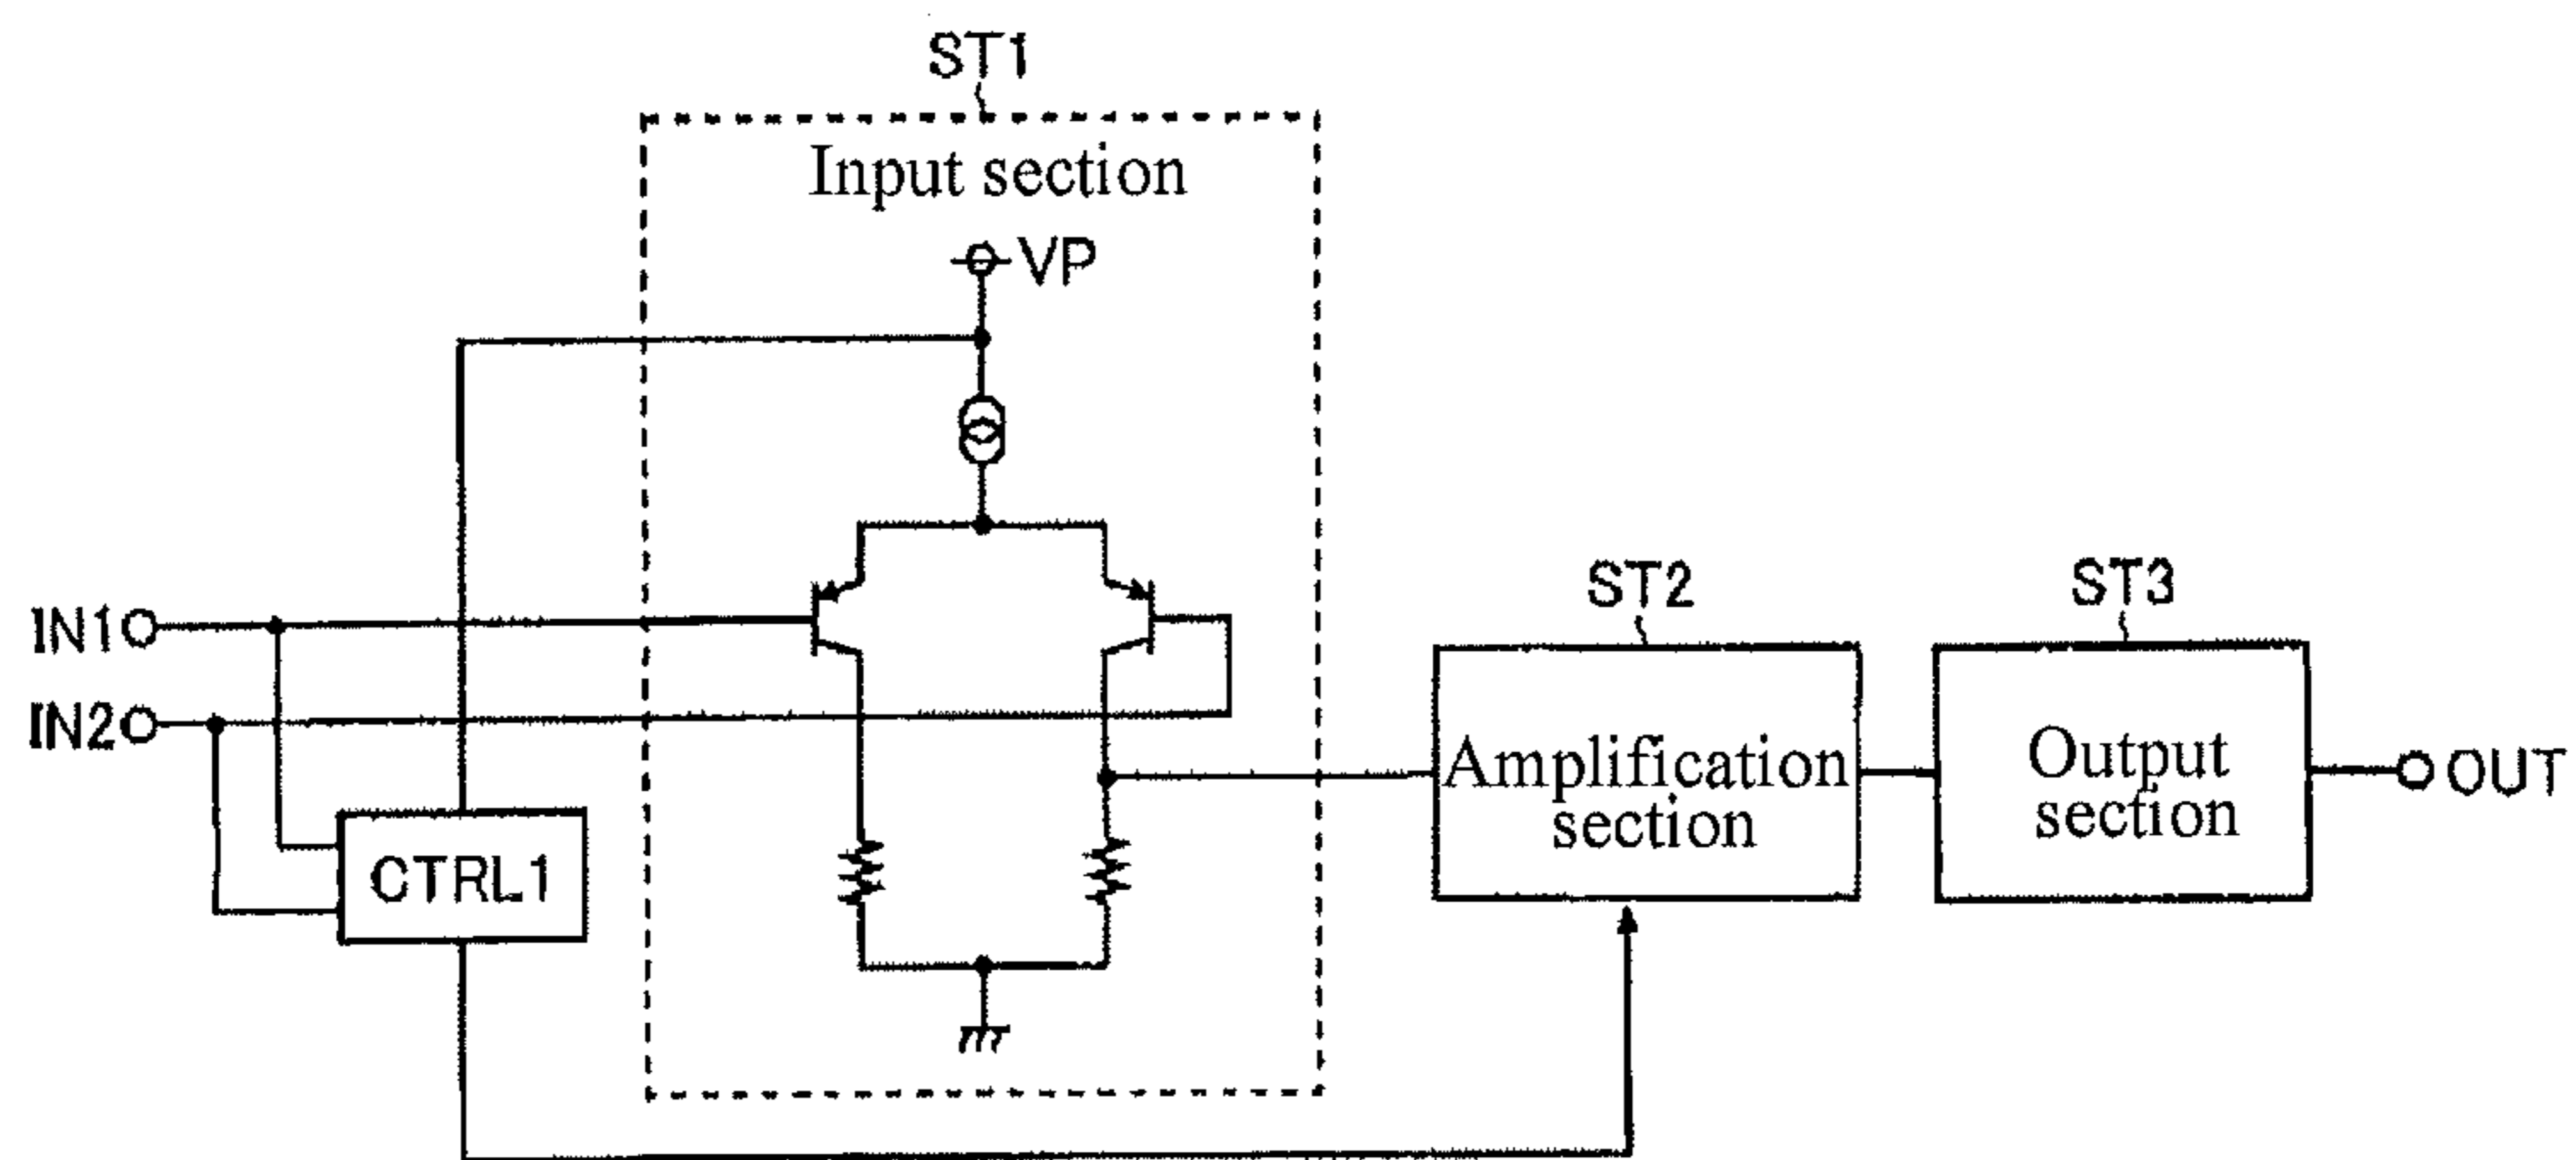 ST1
Input section
VP
IN1
IN2
CTRL1
ST2
Amplification
section
ST3
Output
section
OUT